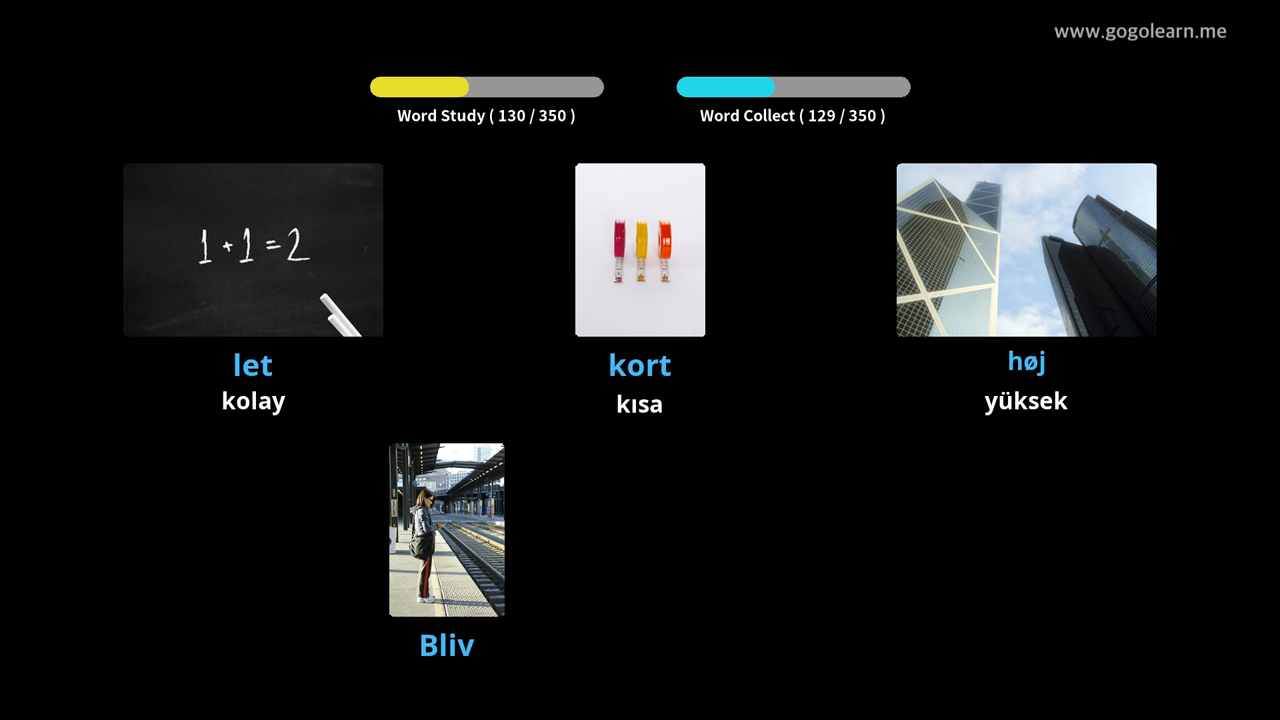 www.gogolearn.me
Word Study ( 130 / 350 )
Word Collect ( 129 / 350 )
1 + 1 = 2
let
kort
høj
kolay
kısa
yüksek
Bliv